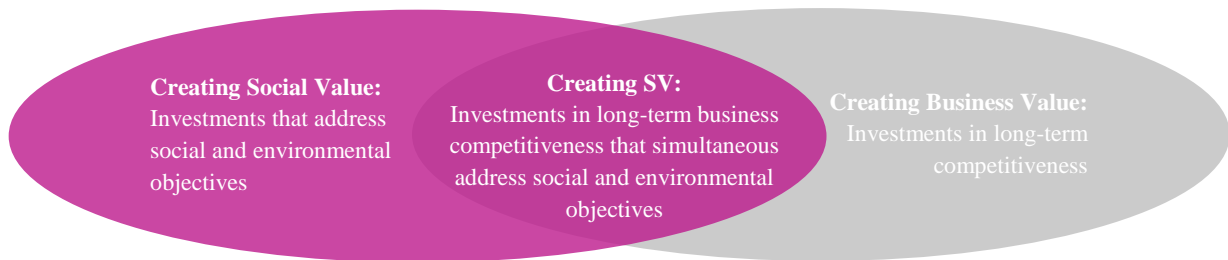 Creating Social Value:
Investments that address
social and environmental
objectives
Creating SV:
Investments in long-term business
competitiveness that simultaneous
address social and environmental
objectives
Creating Business Value:
Investments in long-term
competitiveness